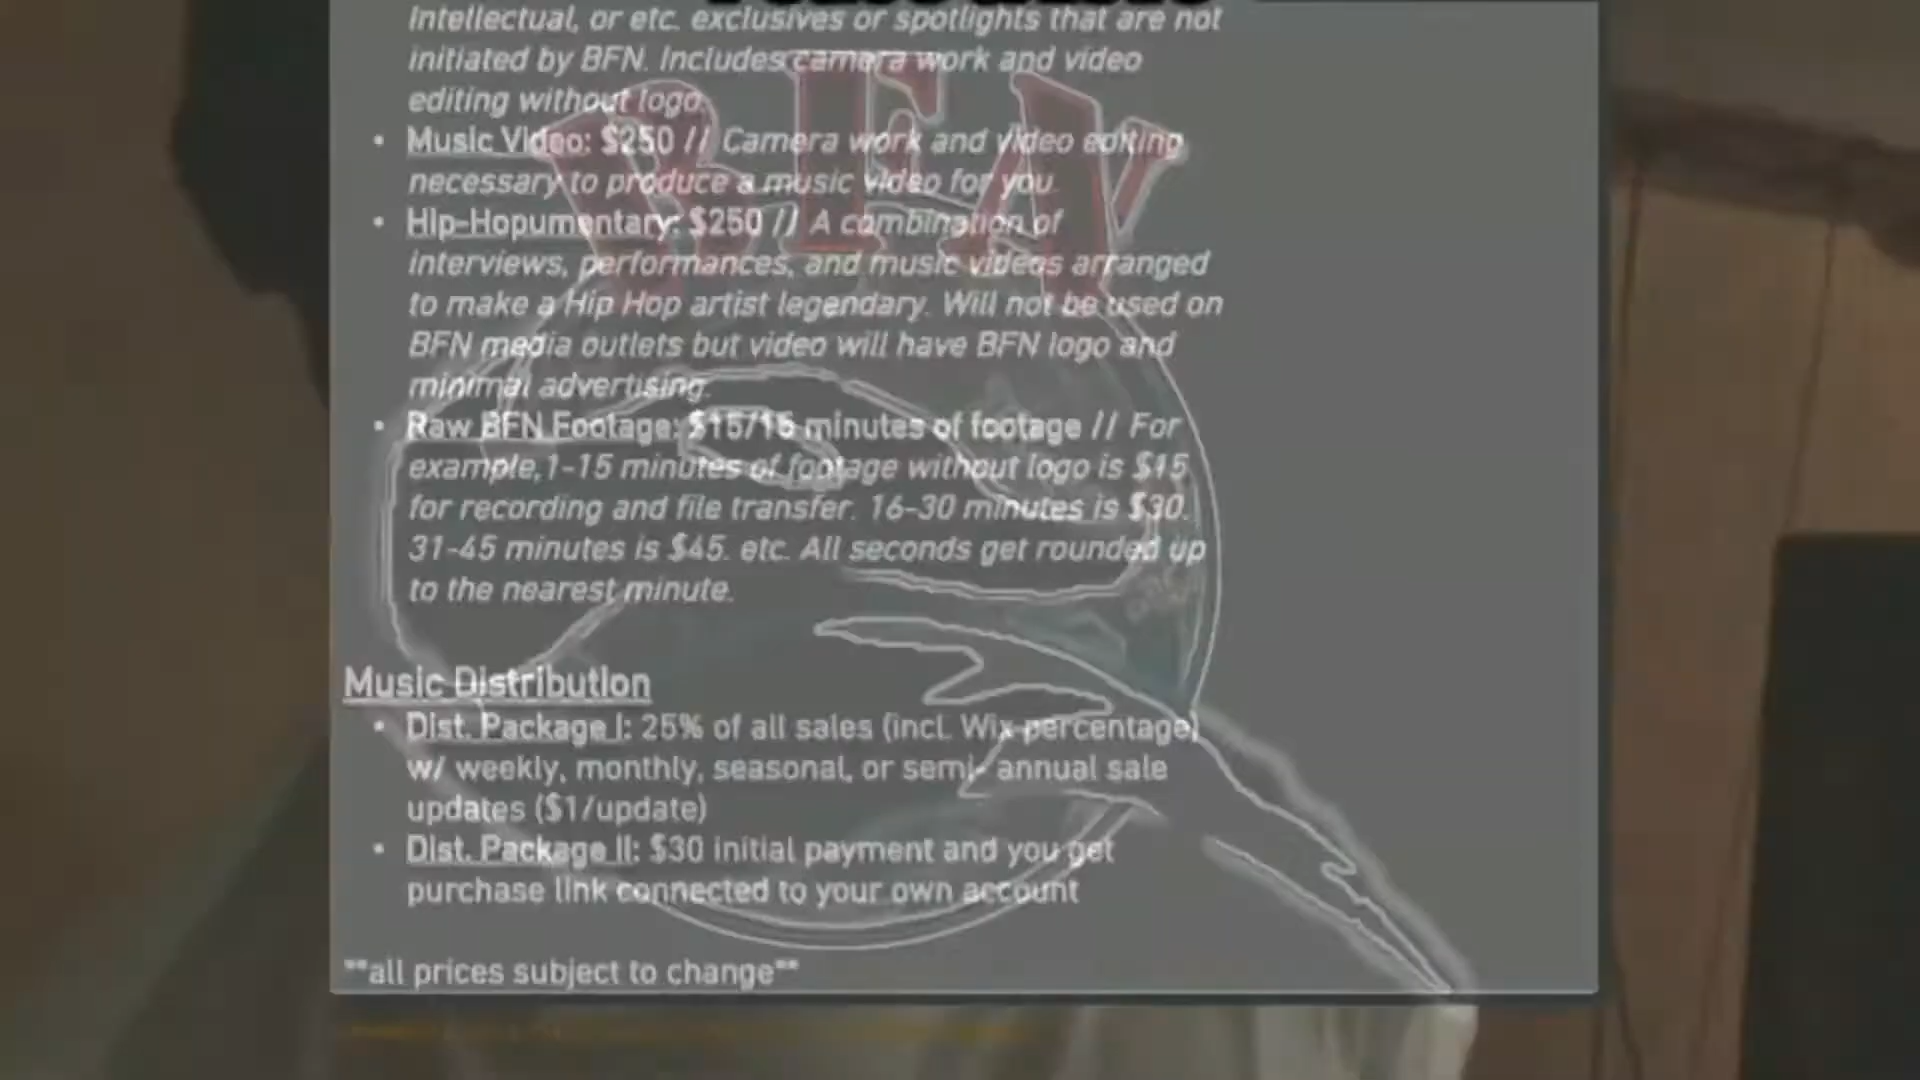 Intellectual, or etc. exclusives or spotlights that are not
initiated by BFN. Includes camera work and video
editing without logo.
• Music Video: $250 // Camera work and video editing
necessary to produce a music video for you.
• Hip-Hopumentary: $250 // A combination of
interviews, performances, and music videos arranged
to make a Hip Hop artist legendary. Will not be used on
BFN media outlets but video will have BFN logo and
minimal advertising.
• Raw BFN Footage: $15/15 minutes of footage // For
example,1-15 minutes of footage without logo is $15
for recording and file transfer. 16-30 minutes is $30.
31-45 minutes is $45. etc. All seconds get rounded up
to the nearest minute.
Music Distribution
• Dist. Package I: 25% of all sales (incl. Wix percentage)
w/ weekly, monthly, seasonal, or semi- annual sale
updates ($1/update)
• Dist. Package II: $30 initial payment and you get
purchase link connected to your own account
**all prices subject to change**
BFN